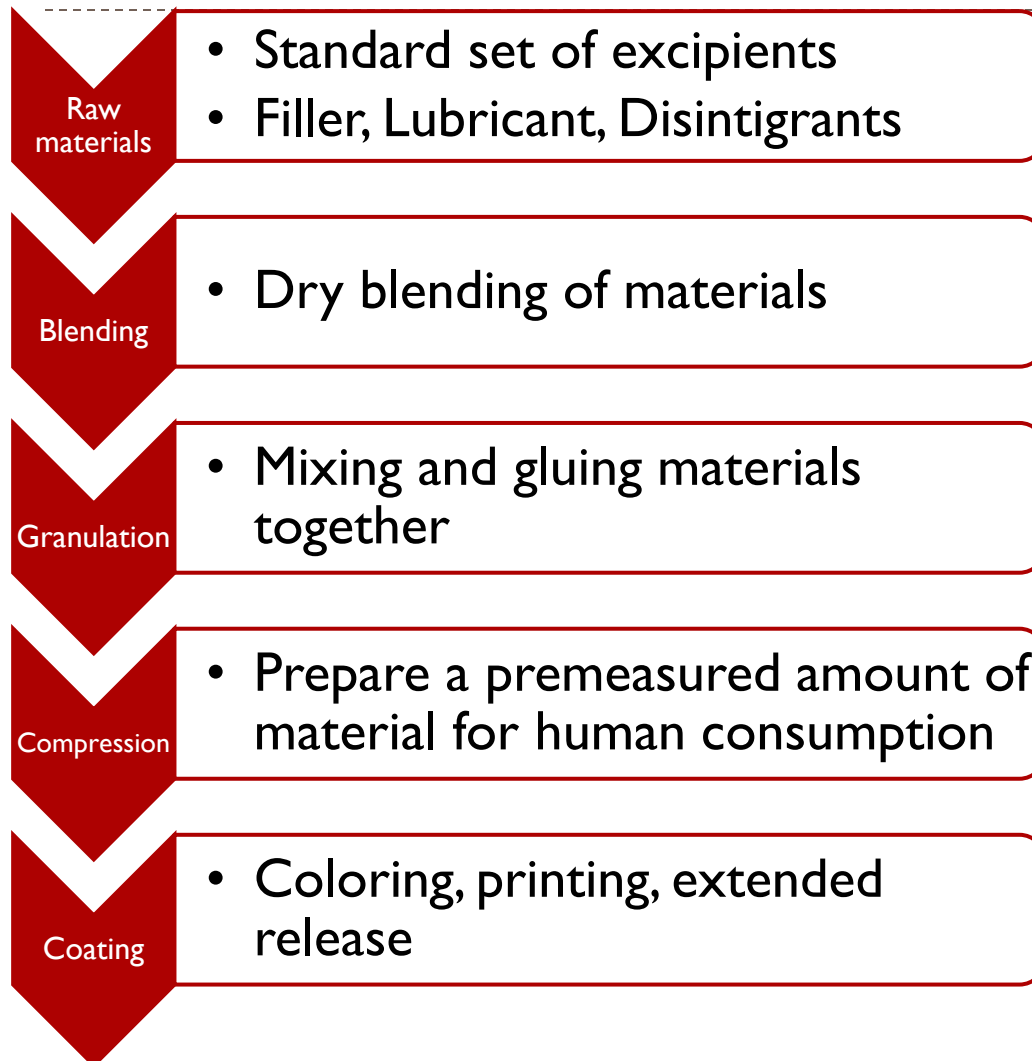 Raw
materials
• Standard set of excipients
• Filler, Lubricant, Disintigrants
Blending
• Dry blending of materials
Granulation
• Mixing and gluing materials
together
Compression
• Prepare a premeasured amount of
material for human consumption
Coating
• Coloring, printing, extended
release